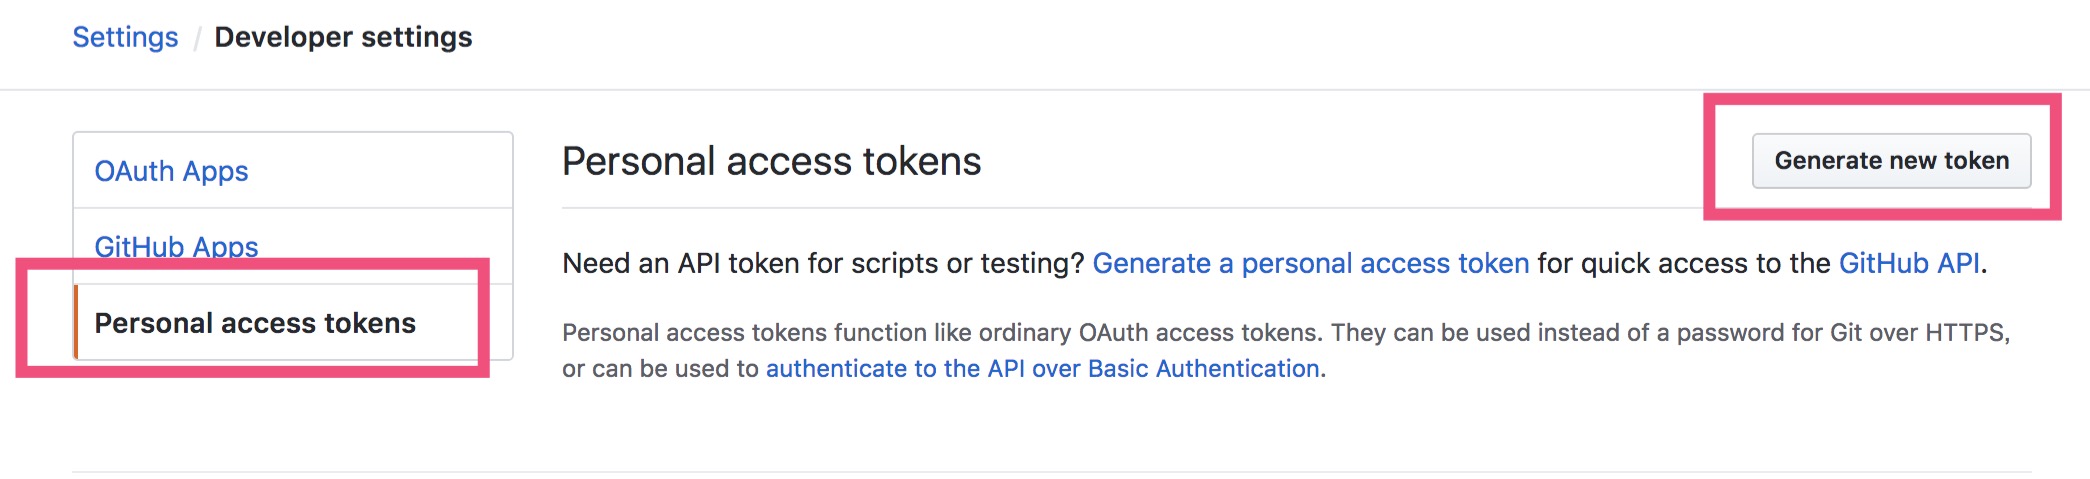 Settings / Developer settings
OAuth Apps
GitHub Apps
Personal access tokens
Personal access tokens
Generate new token
Need an API token for scripts or testing? Generate a personal access token for quick access to the GitHub API.
Personal access tokens function like ordinary OAuth access tokens. They can be used instead of a password for Git over HTTPS,
or can be used to authenticate to the API over Basic Authentication.